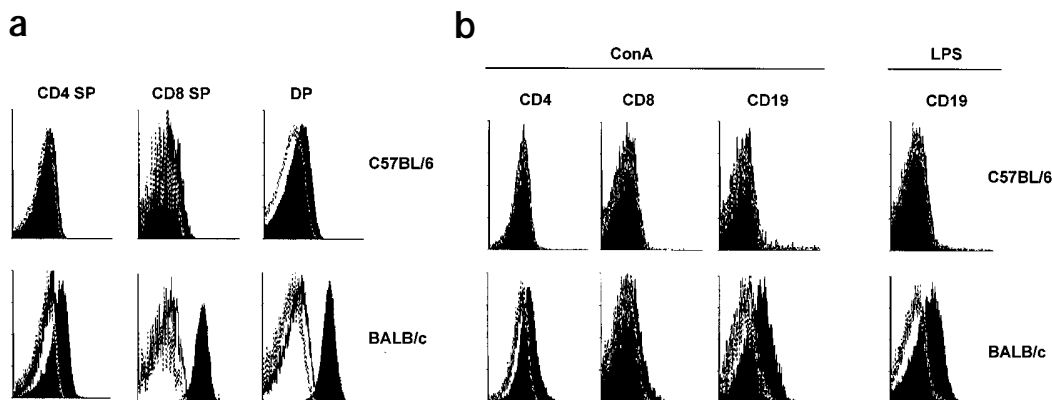 a
CD4 SP CD8 SP DP
C57BL/6
BALB/c
b
ConA LPS
CD4 CD8 CD19 CD19
C57BL/6
BALB/c